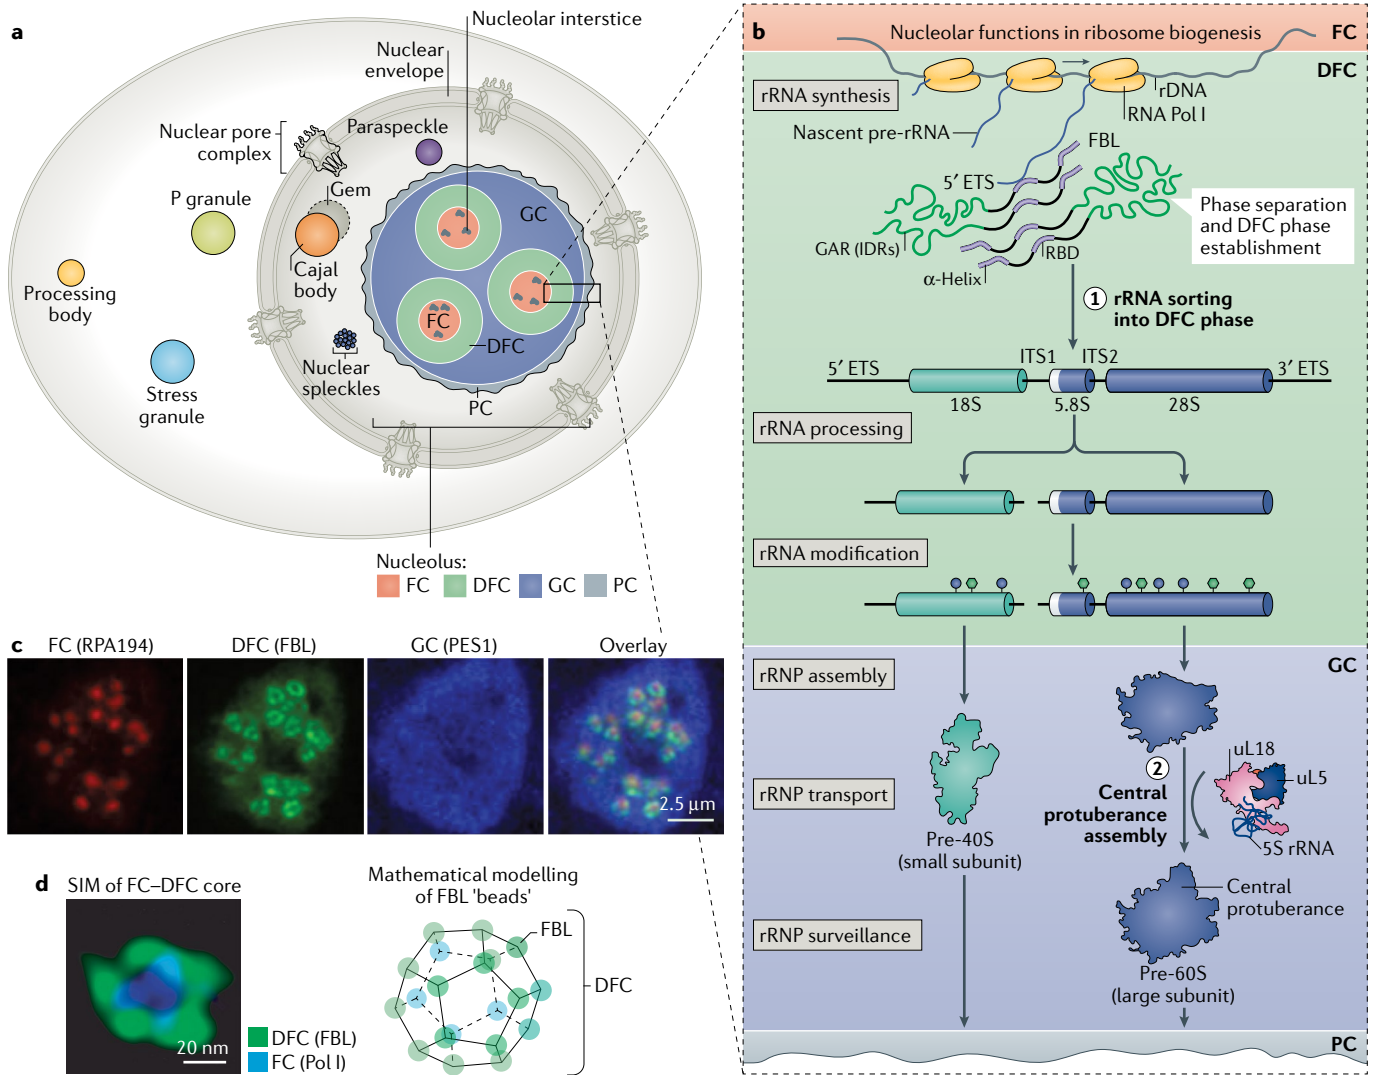 a
Nucleolar interstice
Nuclear
envelope
Nuclear pore
complex
Paraspeckle
P granule
Gem
GC
Cajal
body
Processing
body
FC
DFC
Nuclear
speckles
Stress
granule
PC
Nucleolus:
FC
DFC
GC
PC
b
Nucleolar functions in ribosome biogenesis
FC
DFC
rRNA synthesis
rDNA
RNA Pol I
Nascent pre-rRNA
FBL
5′ ETS
Phase separation
and DFC phase
establishment
GAR (IDRs)
RBD
α-Helix
1 rRNA sorting
into DFC phase
5′ ETS
ITS1
ITS2
3′ ETS
18S
5.8S
28S
rRNA processing
rRNA modification
GC
rRNP assembly
uL18
uL5
2
Central
protuberance
assembly
rRNP transport
5S rRNA
Pre-40S
(small subunit)
Central
protuberance
rRNP surveillance
Pre-60S
(large subunit)
PC
c
FC (RPA194)
DFC (FBL)
GC (PES1)
Overlay
2.5 μm
d
SIM of FC–DFC core
20 nm
DFC (FBL)
FC (Pol I)
Mathematical modelling
of FBL 'beads'
FBL
DFC